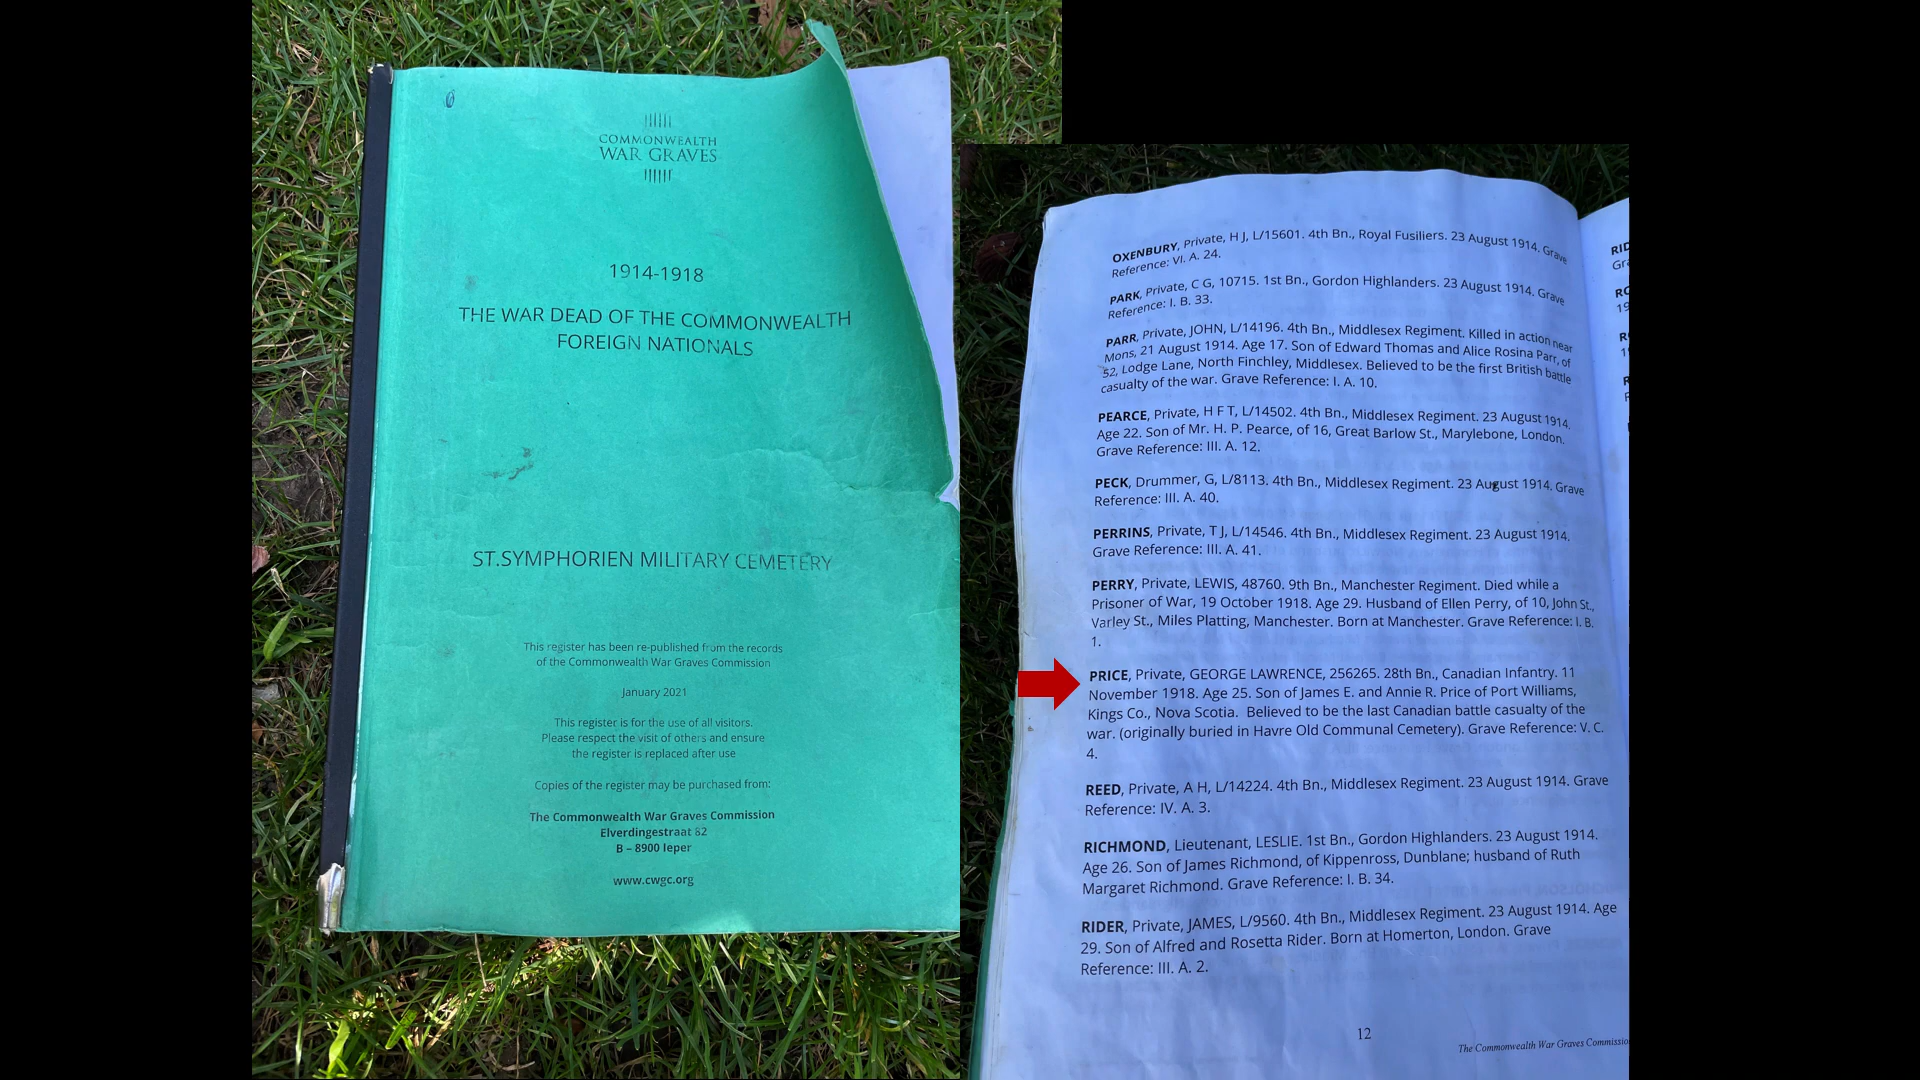 COMMONWEALTH
WAR GRAVES
1914-1918
THE WAR DEAD OF THE COMMONWEALTH
FOREIGN NATIONALS
ST.SYMPHORIEN MILITARY CEMETERY
This register has been re-published from the records
of the Commonwealth War Graves Commission
January 2021
This register is for the use of all visitors.
Please respect the visit of others and ensure
the register is replaced after use
Copies of the register may be purchased from:
The Commonwealth War Graves Commission
Elverdingestraat 82
B – 8900 Ieper
www.cwgc.org
OXENBURY, Private, H J, L/15601. 4th Bn., Royal Fusiliers. 23 August 1914. Grave
Reference: VI. A. 24.
PARK, Private, C G, 10715. 1st Bn., Gordon Highlanders. 23 August 1914. Grave
Reference: I. B. 33.
PARR, Private, JOHN, L/14196. 4th Bn., Middlesex Regiment. Killed in action near
Mons, 21 August 1914. Age 17. Son of Edward Thomas and Alice Rosina Parr, of
52, Lodge Lane, North Finchley, Middlesex. Believed to be the first British battle
casualty of the war. Grave Reference: I. A. 10.
PEARCE, Private, H F T, L/14502. 4th Bn., Middlesex Regiment. 23 August 1914.
Age 22. Son of Mr. H. P. Pearce, of 16, Great Barlow St., Marylebone, London.
Grave Reference: III. A. 12.
PECK, Drummer, G, L/8113. 4th Bn., Middlesex Regiment. 23 August 1914. Grave
Reference: III. A. 40.
PERRINS, Private, T J, L/14546. 4th Bn., Middlesex Regiment. 23 August 1914.
Grave Reference: III. A. 41.
PERRY, Private, LEWIS, 48760. 9th Bn., Manchester Regiment. Died while a
Prisoner of War, 19 October 1918. Age 29. Husband of Ellen Perry, of 10, John St.,
Varley St., Miles Platting, Manchester. Born at Manchester. Grave Reference: I. B.
1.
PRICE, Private, GEORGE LAWRENCE, 256265. 28th Bn., Canadian Infantry. 11
November 1918. Age 25. Son of James E. and Annie R. Price of Port Williams,
Kings Co., Nova Scotia. Believed to be the last Canadian battle casualty of the
war. (originally buried in Havre Old Communal Cemetery). Grave Reference: V. C.
4.
REED, Private, A H, L/14224. 4th Bn., Middlesex Regiment. 23 August 1914. Grave
Reference: IV. A. 3.
RICHMOND, Lieutenant, LESLIE. 1st Bn., Gordon Highlanders. 23 August 1914.
Age 26. Son of James Richmond, of Kippenross, Dunblane; husband of Ruth
Margaret Richmond. Grave Reference: I. B. 34.
RIDER, Private, JAMES, L/9560. 4th Bn., Middlesex Regiment. 23 August 1914. Age
29. Son of Alfred and Rosetta Rider. Born at Homerton, London. Grave
Reference: III. A. 2.
12
The Commonwealth War Graves Commissio